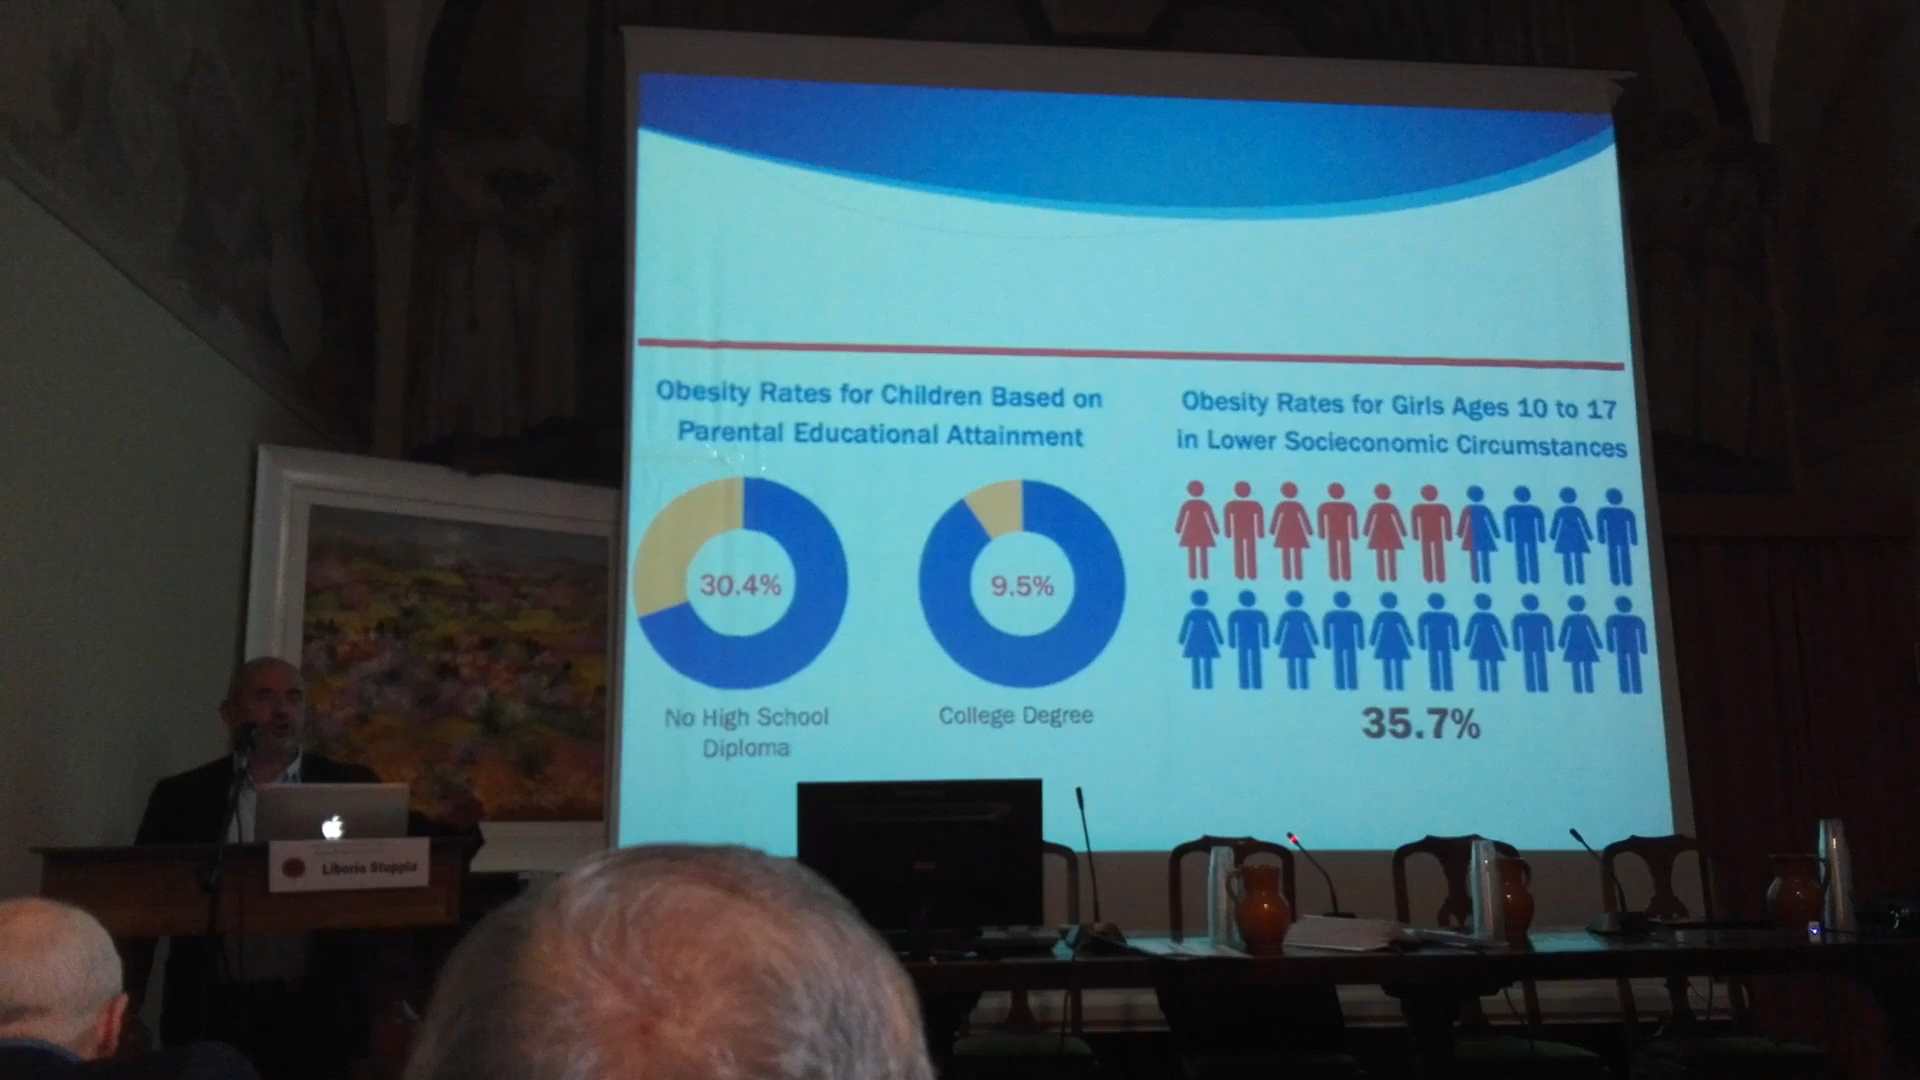 Obesity Rates for Children Based on
Parental Educational Attainment
30.4%
No High School
Diploma
9.5%
College Degree
Obesity Rates for Girls Ages 10 to 17
in Lower Socieconomic Circumstances
35.7%
Liborio Stuppia